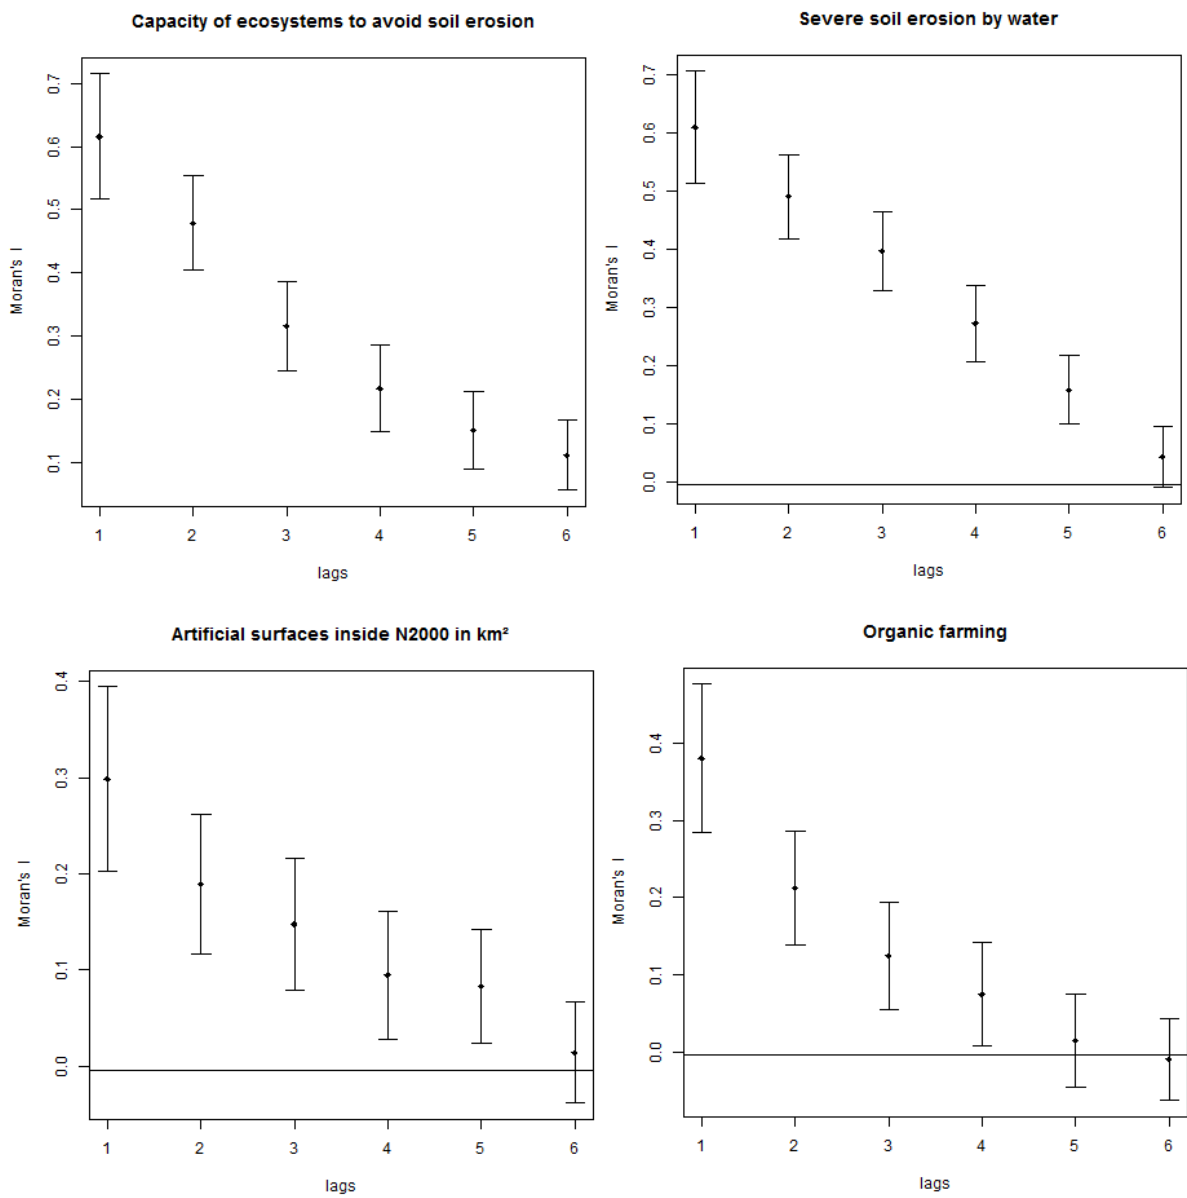 Capacity of ecosystems to avoid soil erosion
Moran's I
0.7
0.6
0.5
0.4
0.3
0.2
0.1
1 2 3 4 5 6
lags
Severe soil erosion by water
Moran's I
0.7
0.6
0.5
0.4
0.3
0.2
0.1
0.0
1 2 3 4 5 6
lags
Artificial surfaces inside N2000 in km²
Moran's I
0.4
0.3
0.2
0.1
0.0
1 2 3 4 5 6
lags
Organic farming
Moran's I
0.4
0.3
0.2
0.1
0.0
1 2 3 4 5 6
lags